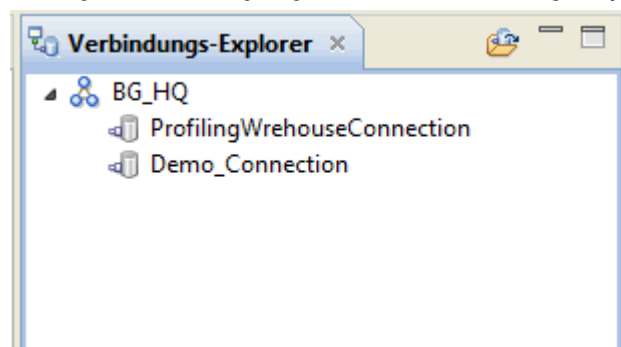 Verbindungs-Explorer
BG_HQ
ProfilingWrehouseConnection
Demo_Connection